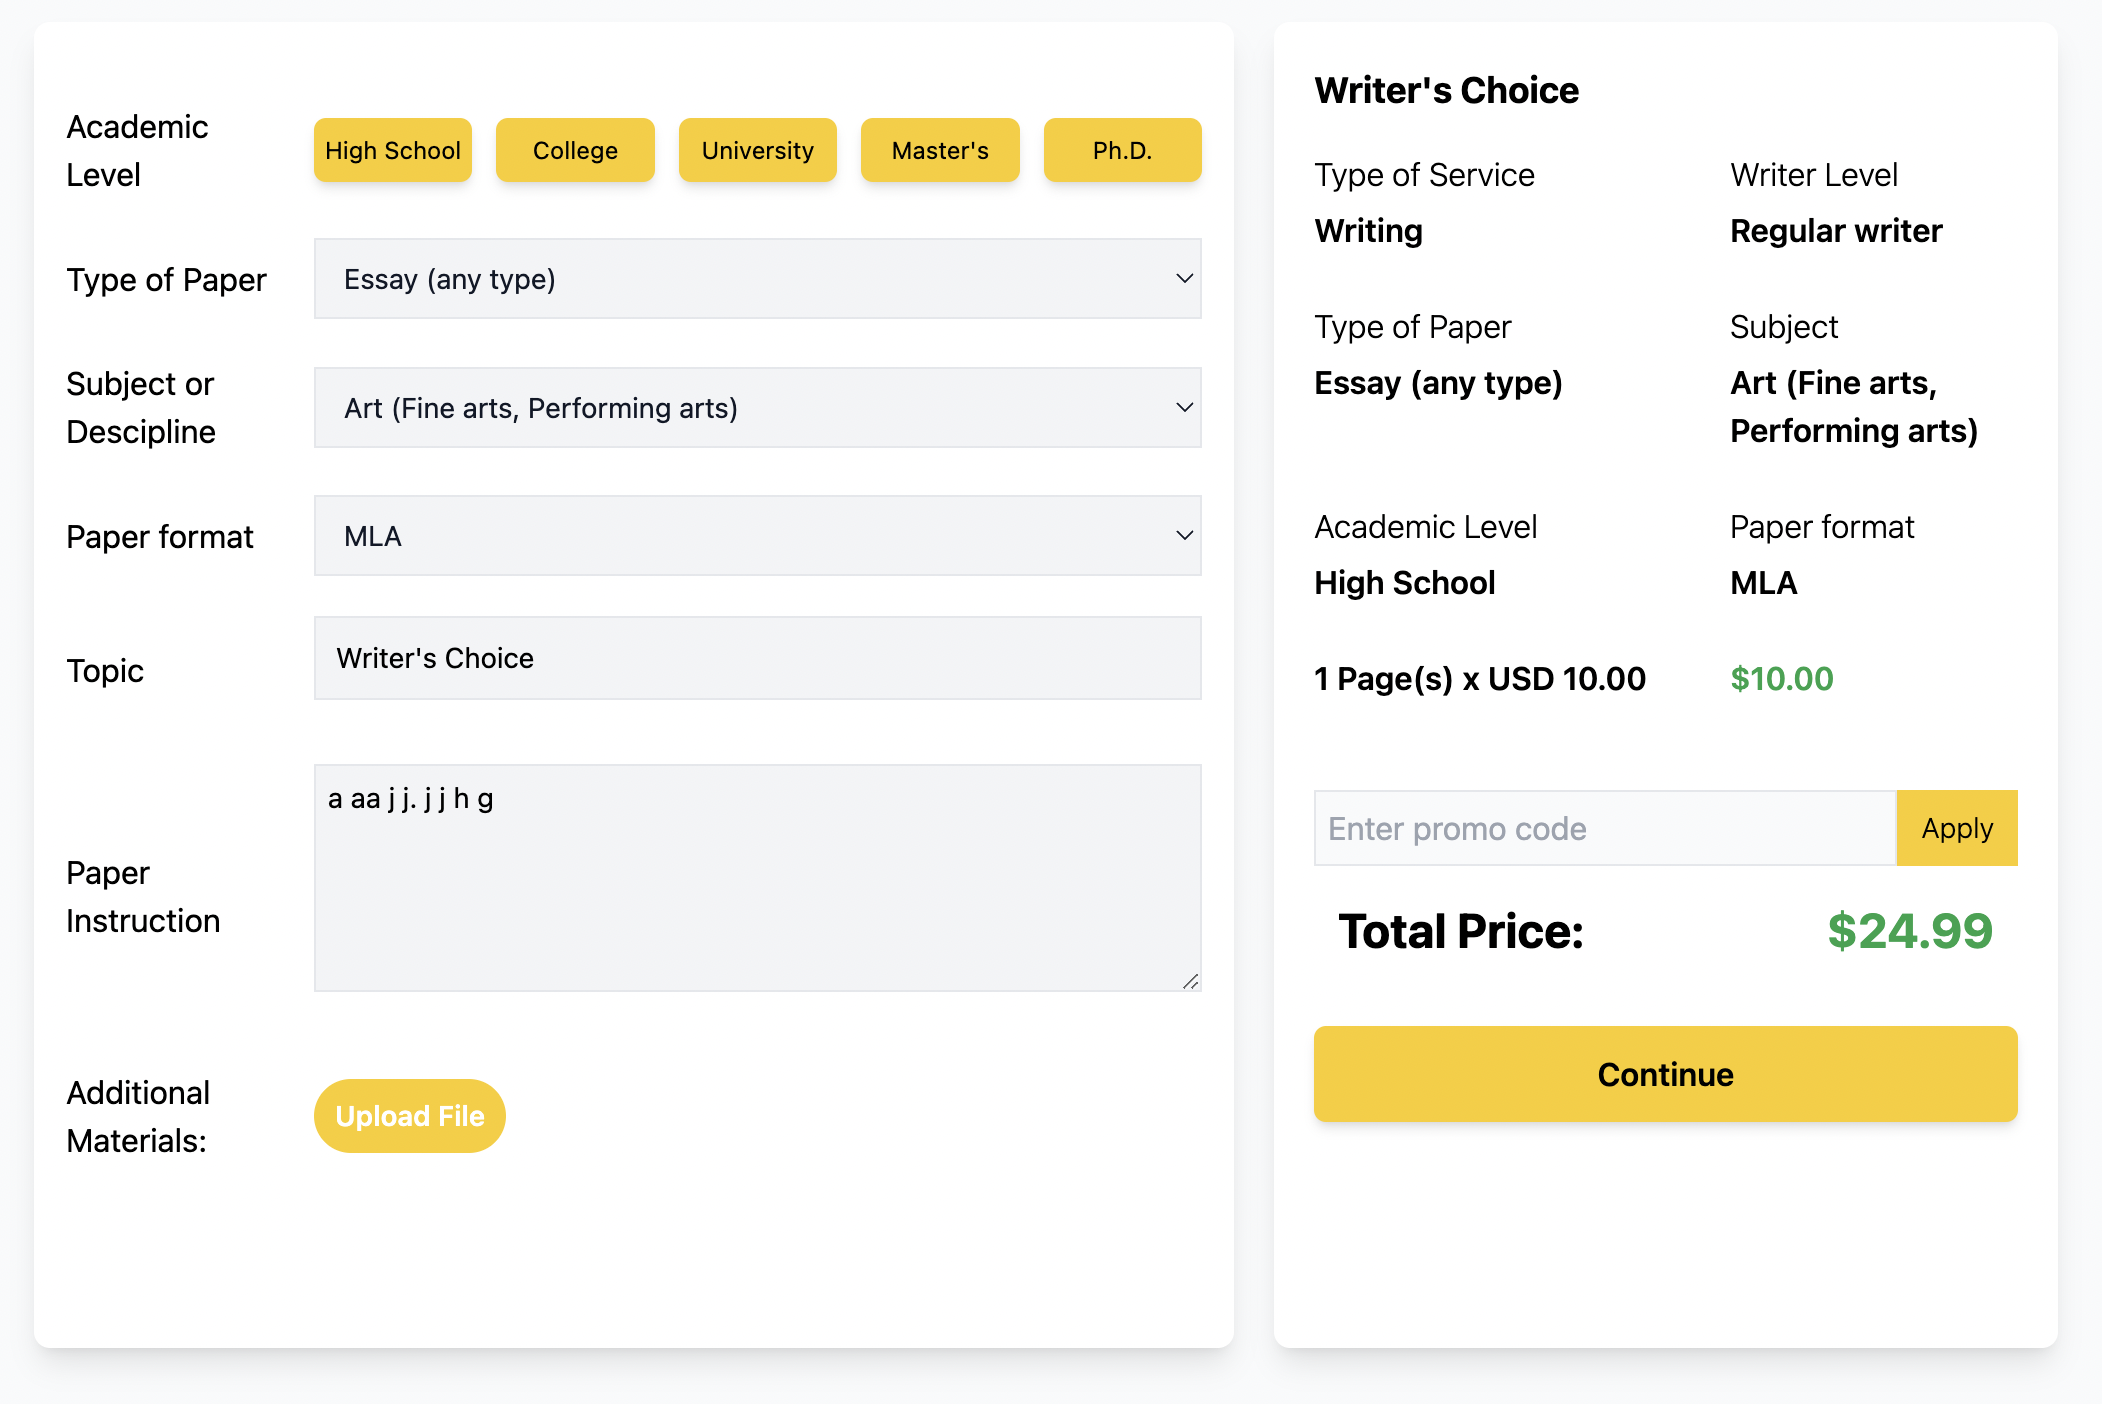 Academic
Level
High School
College
University
Master's
Ph.D.
Type of Paper
Essay (any type)
Subject or
Descipline
Art (Fine arts, Performing arts)
Paper format
MLA
Topic
Writer's Choice
Paper
Instruction
a aa j j. j j h g
Additional
Materials:
Upload File
Writer's Choice
Type of Service
Writing
Writer Level
Regular writer
Type of Paper
Essay (any type)
Subject
Art (Fine arts,
Performing arts)
Academic Level
High School
Paper format
MLA
1 Page(s) x USD 10.00
$10.00
Enter promo code
Apply
Total Price:
$24.99
Continue